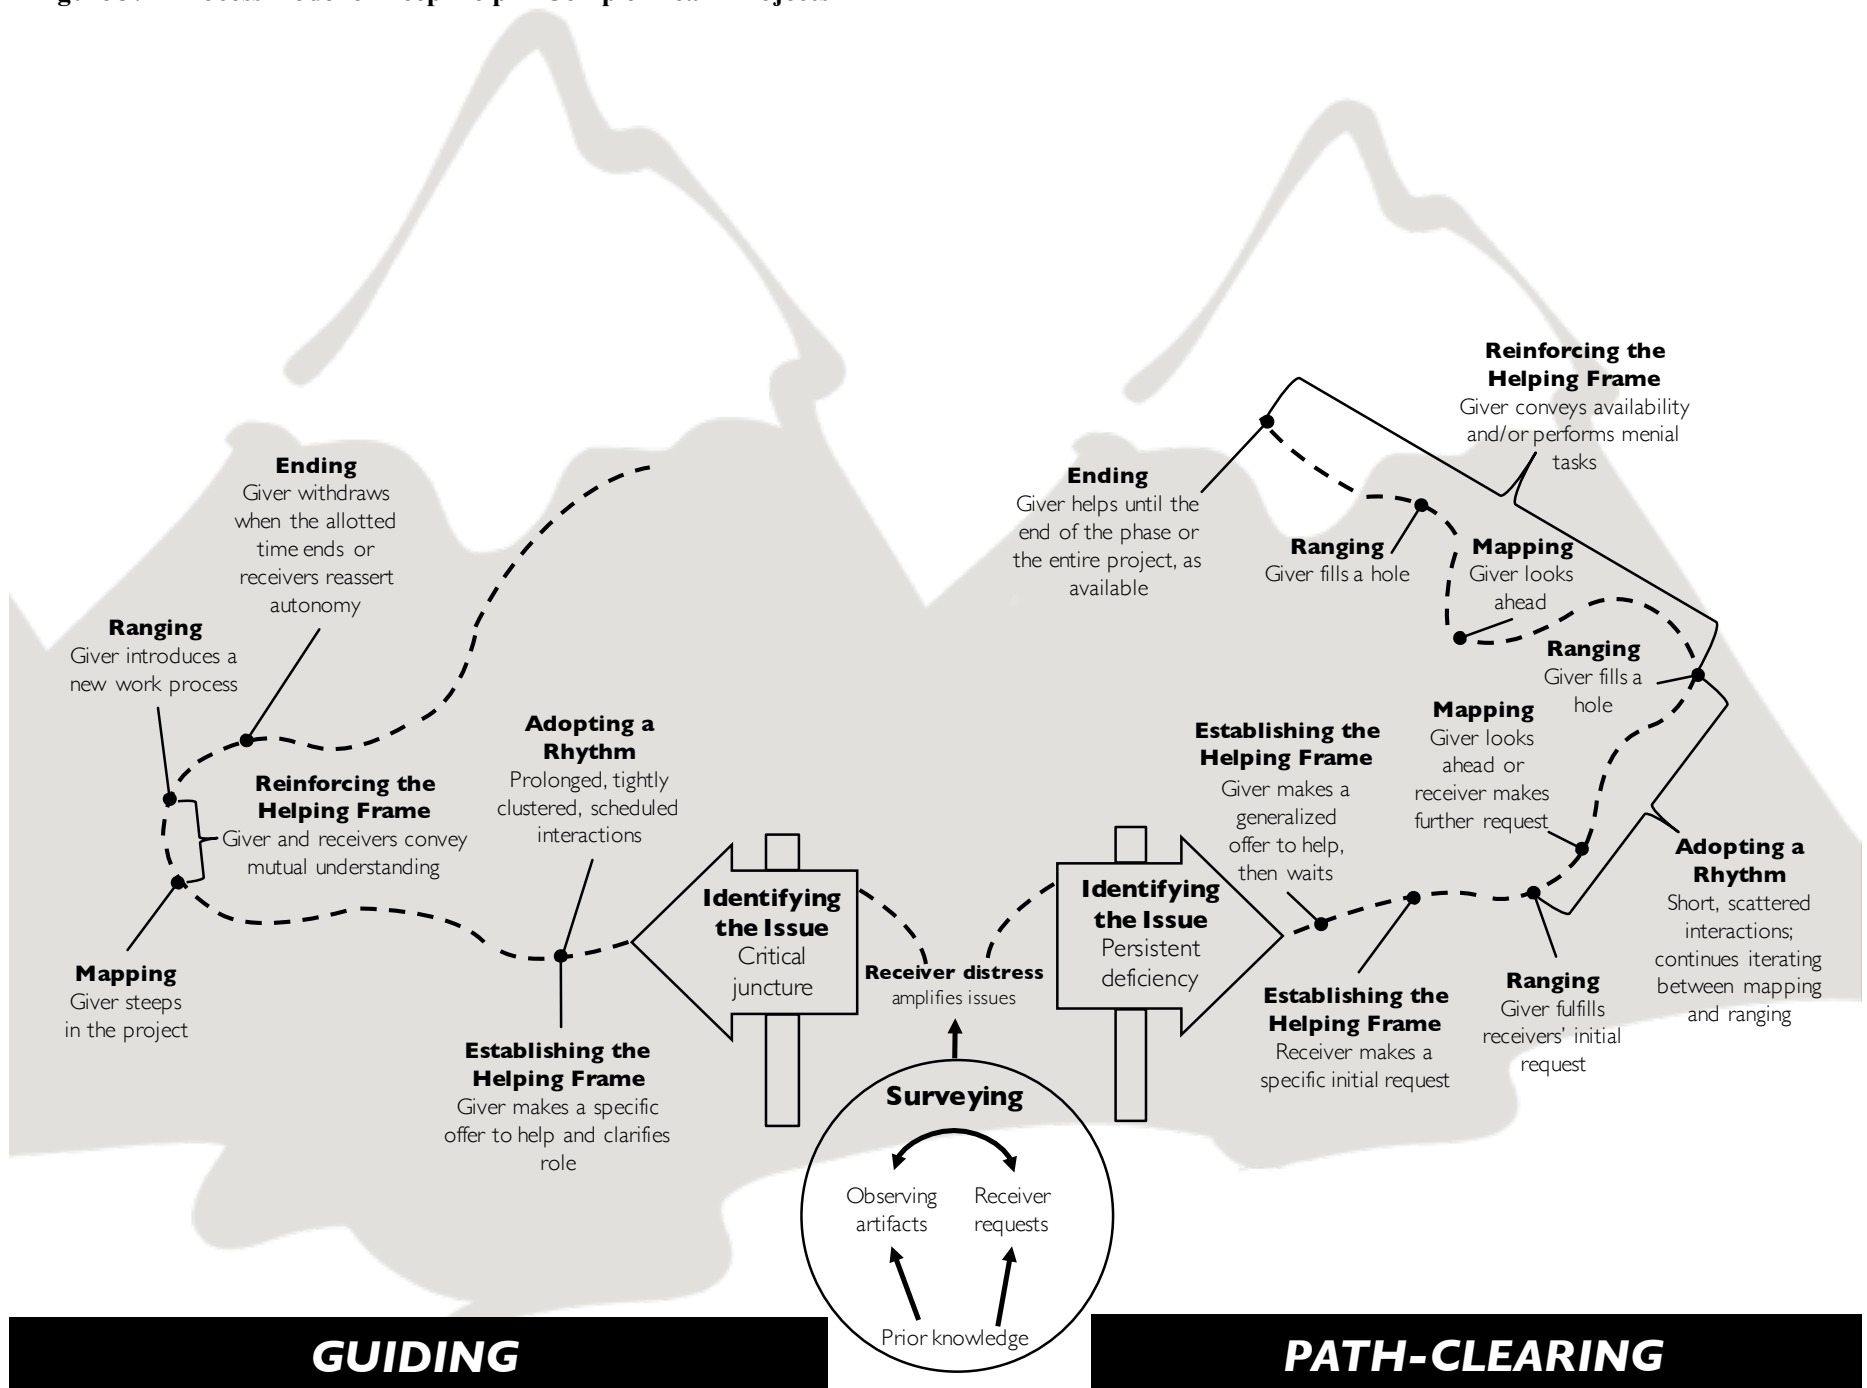 Reinforcing the
Helping Frame
Giver conveys availability
and/or performs menial
tasks
Ending
Giver withdraws
when the allotted
time ends or
receivers reassert
autonomy
Ending
Giver helps until the
end of the phase or
the entire project, as
available
Ranging
Giver fills a hole
Mapping
Giver looks
ahead
Ranging
Giver introduces a
new work process
Ranging
Giver fills a
hole
Reinforcing the
Helping Frame
Giver and receivers convey
mutual understanding
Adopting a
Rhythm
Prolonged, tightly
clustered, scheduled
interactions
Establishing the
Helping Frame
Giver makes a
generalized
offer to help,
then waits
Mapping
Giver looks
ahead or
receiver makes
further request
Adopting a
Rhythm
Short, scattered
interactions;
continues iterating
between mapping
and ranging
Mapping
Giver steeps
in the project
Identifying
the Issue
Critical
juncture
Receiver distress
amplifies issues
Identifying
the Issue
Persistent
deficiency
Establishing the
Helping Frame
Receiver makes a
specific initial request
Ranging
Giver fulfills
receivers' initial
request
Establishing the
Helping Frame
Giver makes a specific
offer to help and clarifies
role
Surveying
Observing
artifacts
Receiver
requests
Prior knowledge
GUIDING
PATH-CLEARING